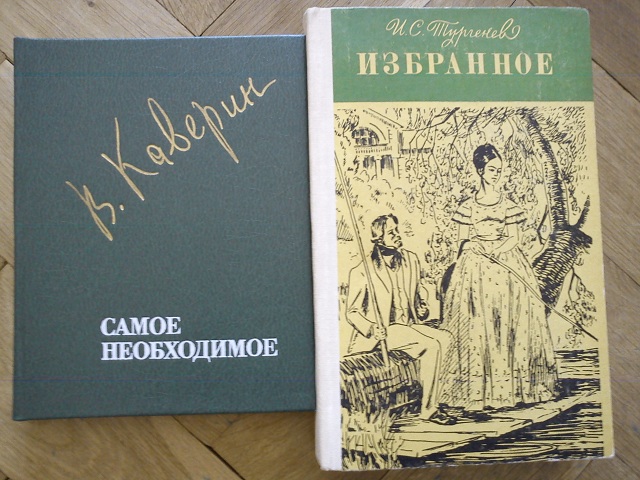 В. Каверин
САМОЕ
НЕОБХОДИМОЕ
И. С. Тургенев
ИЗБРАННОЕ